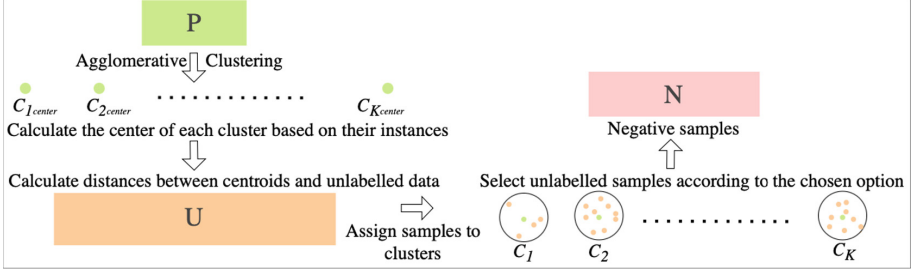 P
Agglomerative Clustering
C1center C2center CKcenter
Calculate the center of each cluster based on their instances
Calculate distances between centroids and unlabelled data
U
Assign samples to
clusters
N
Negative samples
Select unlabelled samples according to the chosen option
C1 C2 CK